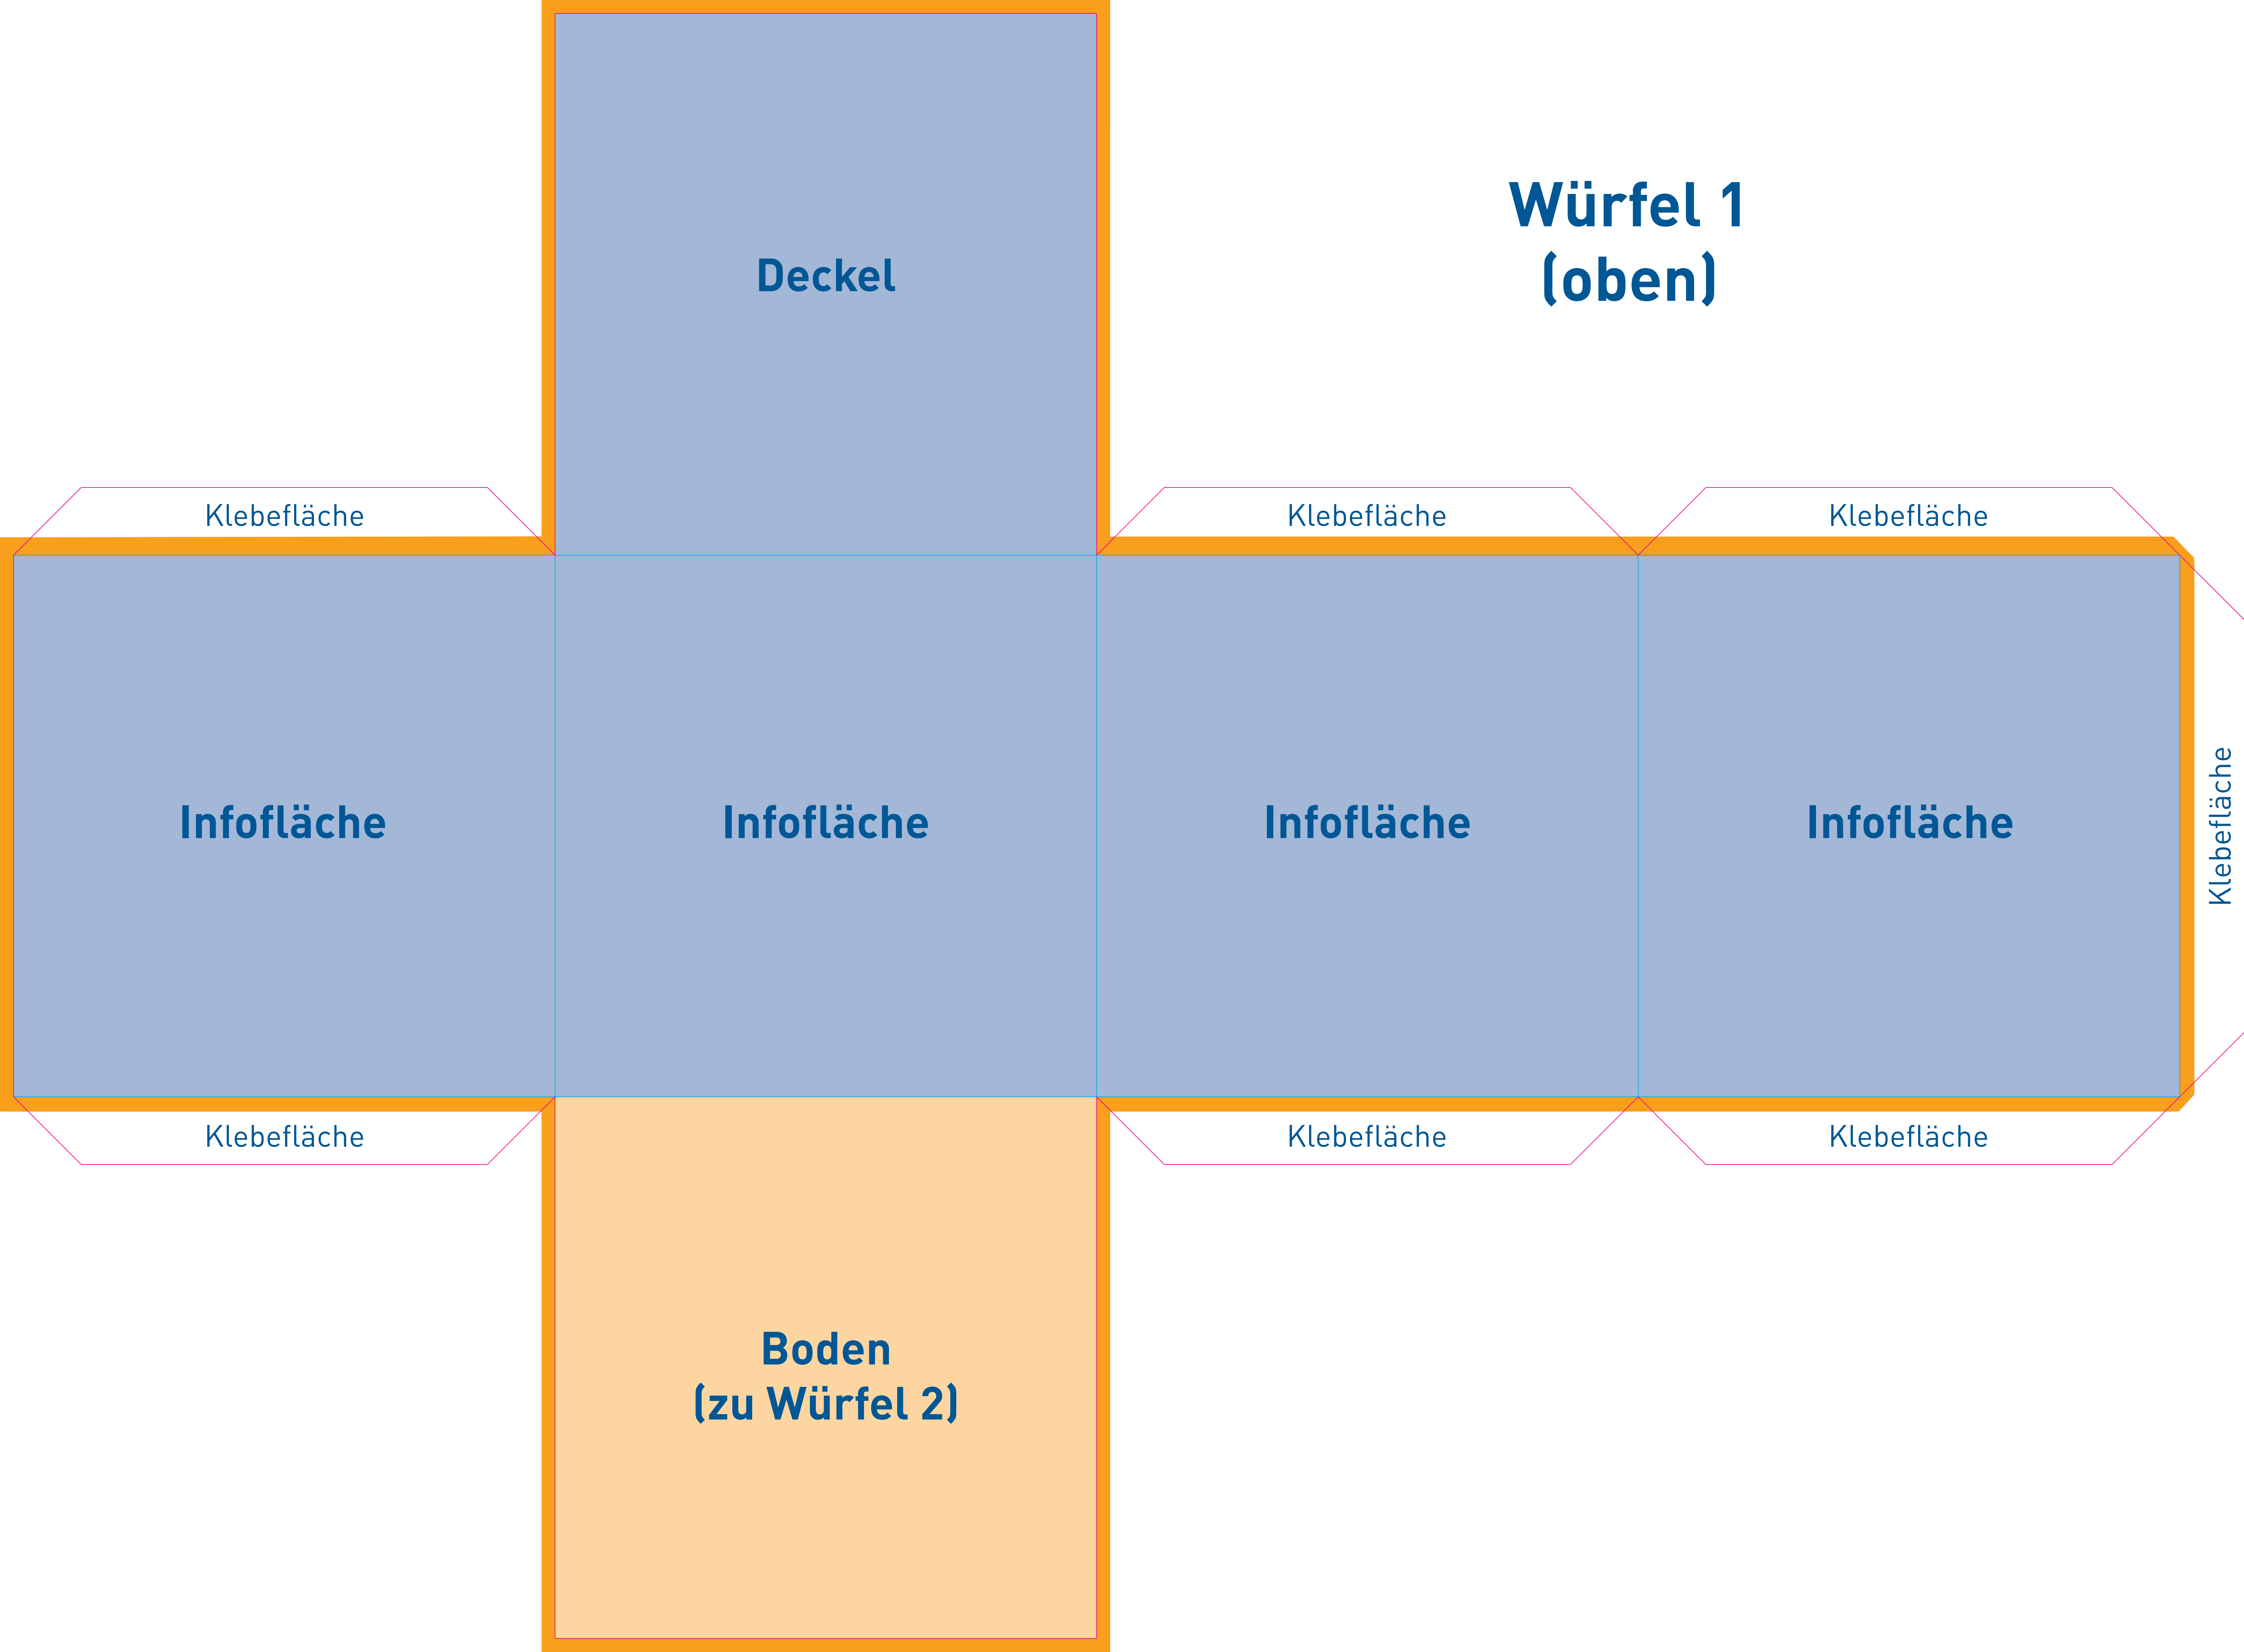 Würfel 1
(oben)
Deckel
Klebefläche
Klebefläche
Klebefläche
Infofläche
Infofläche
Infofläche
Infofläche
Klebefläche
Klebefläche
Klebefläche
Klebefläche
Boden
(zu Würfel 2)